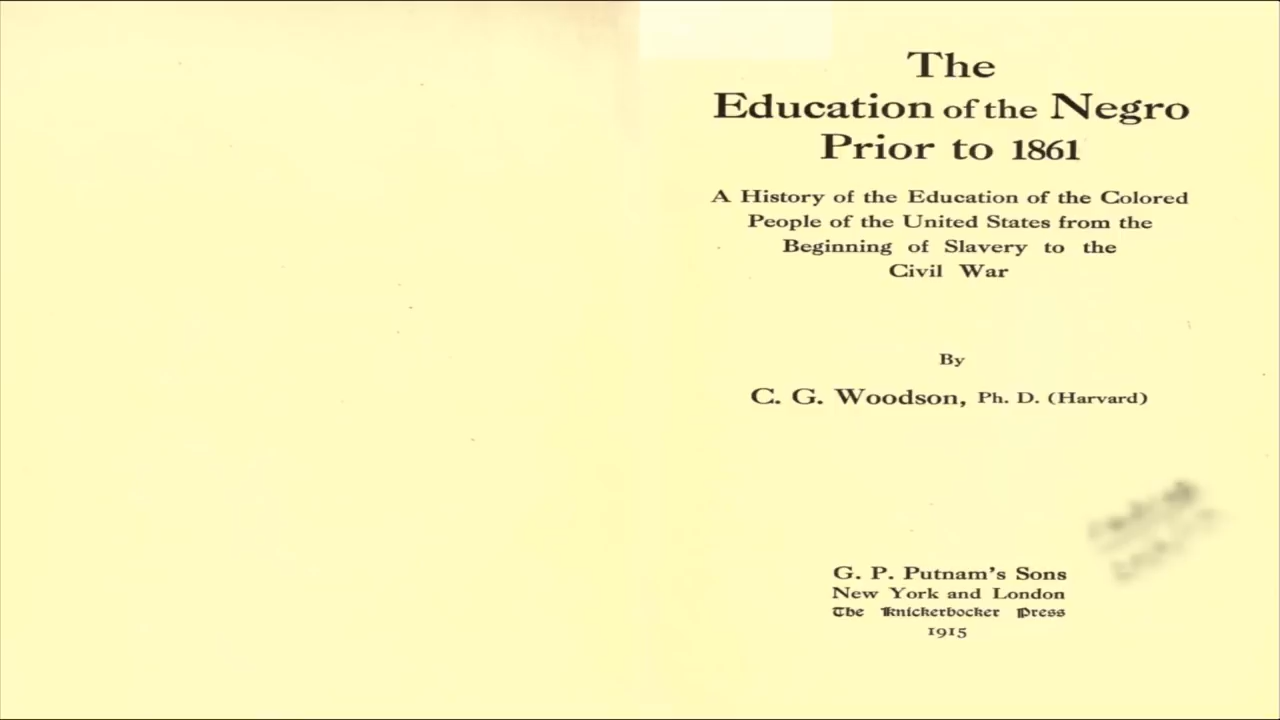 The
Education of the Negro
Prior to 1861
A History of the Education of the Colored
People of the United States from the
Beginning of Slavery to the
Civil War
By
C. G. Woodson, Ph. D. (Harvard)
G. P. Putnam's Sons
New York and London
The Knickerbocker Press
1915